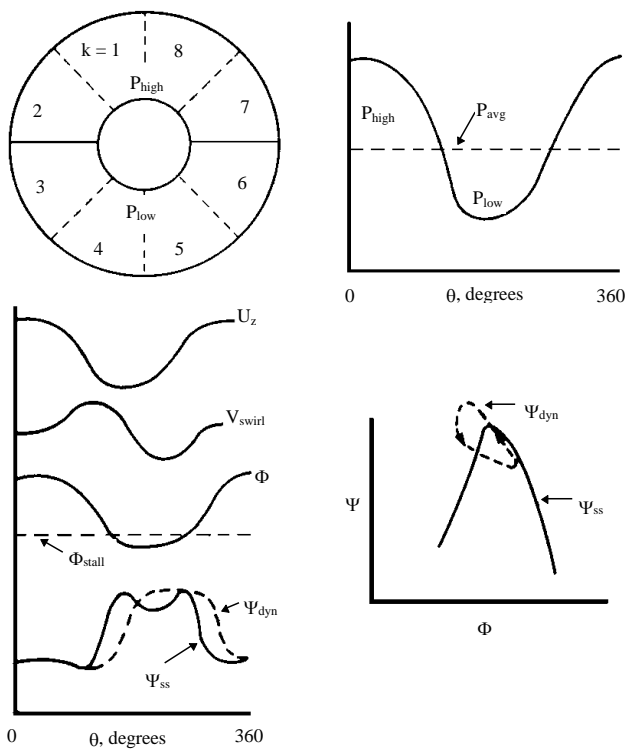 k = 1
8
P_high
2
7
3
6
P_low
4
5
P_high
P_avg
P_low
0
θ, degrees
360
U_z
V_swirl
Φ
Φ_stall
Ψ_dyn
Ψ_ss
0
θ, degrees
360
Ψ_dyn
Ψ
Ψ_ss
Φ